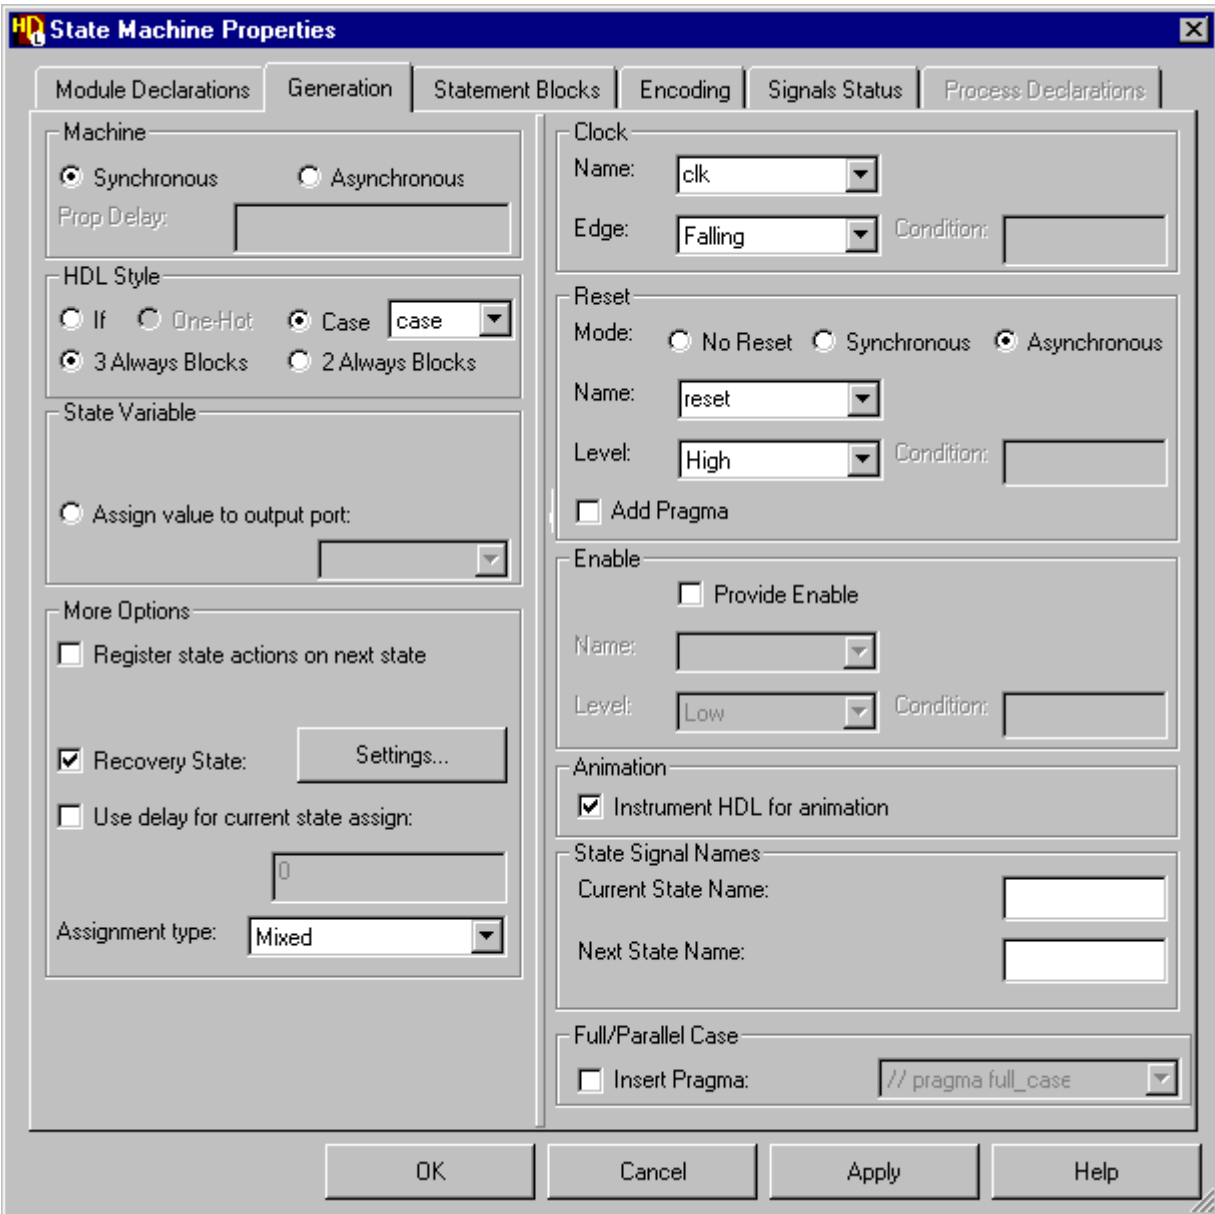 HD
L
State Machine Properties
Module Declarations
Generation
Statement Blocks
Encoding
Signals Status
Process Declarations
Machine
Synchronous
Asynchronous
Prop Delay:
HDL Style
If
One-Hot
Case
case
3 Always Blocks
2 Always Blocks
State Variable
Assign value to output port:
More Options
Register state actions on next state
Recovery State:
Settings...
Use delay for current state assign:
0
Assignment type:
Mixed
Clock
Name:
clk
Edge:
Falling
Condition:
Reset
Mode:
No Reset
Synchronous
Asynchronous
Name:
reset
Level:
High
Condition:
Add Pragma
Enable
Provide Enable
Name:
Level:
Low
Condition:
Animation
Instrument HDL for animation
State Signal Names
Current State Name:
Next State Name:
Full/Parallel Case
Insert Pragma:
// pragma full_case
OK
Cancel
Apply
Help